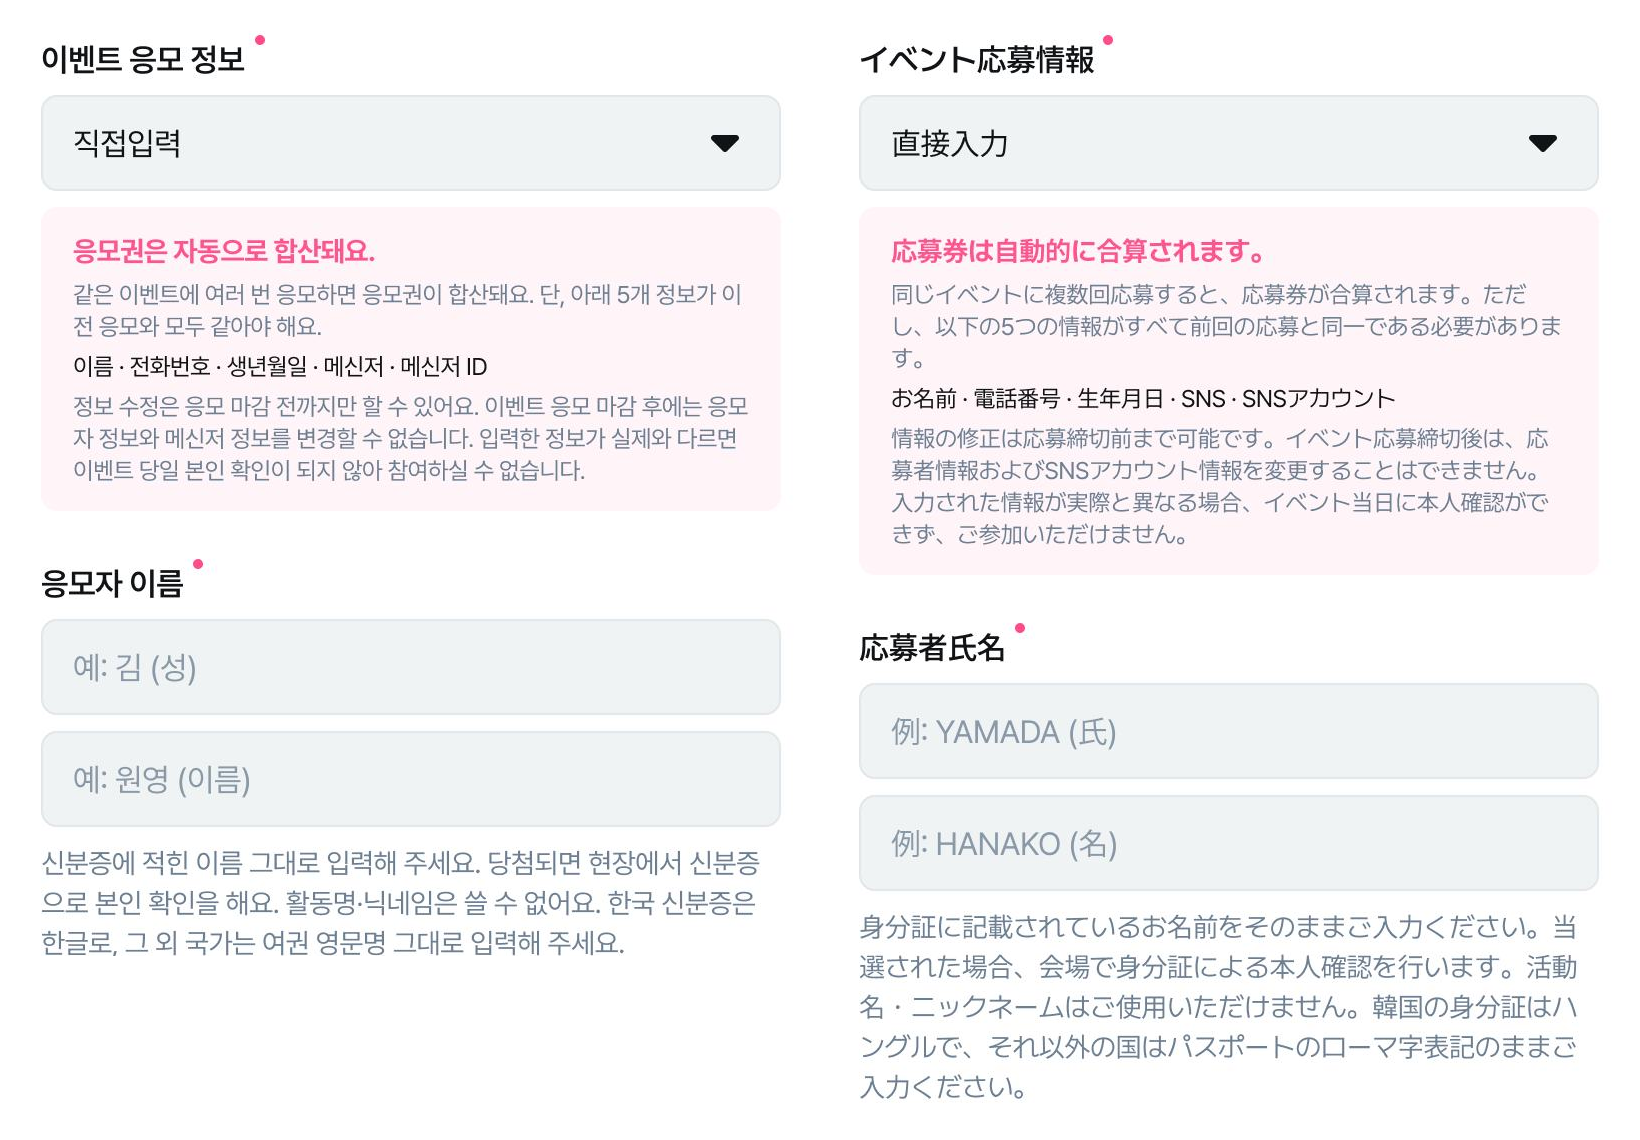 이벤트 응모 정보
직접입력
응모권은 자동으로 합산돼요.
같은 이벤트에 여러 번 응모하면 응모권이 합산돼요. 단, 아래 5개 정보가 이
전 응모와 모두 같아야 해요.
이름 · 전화번호 · 생년월일 · 메신저 · 메신저 ID
정보 수정은 응모 마감 전까지만 할 수 있어요. 이벤트 응모 마감 후에는 응모
자 정보와 메신저 정보를 변경할 수 없습니다. 입력한 정보가 실제와 다르면
이벤트 당일 본인 확인이 되지 않아 참여하실 수 없습니다.
응모자 이름
예: 김 (성)
예: 원영 (이름)
신분증에 적힌 이름 그대로 입력해 주세요. 당첨되면 현장에서 신분증
으로 본인 확인을 해요. 활동명·닉네임은 쓸 수 없어요. 한국 신분증은
한글로, 그 외 국가는 여권 영문명 그대로 입력해 주세요.
イベント応募情報
直接入力
応募券は自動的に合算されます。
同じイベントに複数回応募すると、応募券が合算されます。ただ
し、以下の5つの情報がすべて前回の応募と同一である必要がありま
す。
お名前 · 電話番号 · 生年月日 · SNS · SNSアカウント
情報の修正は応募締切前まで可能です。イベント応募締切後は、応
募者情報およびSNSアカウント情報を変更することはできません。
入力された情報が実際と異なる場合、イベント当日に本人確認がで
きず、ご参加いただけません。
応募者氏名
例: YAMADA (氏)
例: HANAKO (名)
身分証に記載されているお名前をそのままご入力ください。当
選された場合、会場で身分証による本人確認を行います。活動
名・ニックネームはご使用いただけません。韓国の身分証はハ
ングルで、それ以外の国はパスポートのローマ字表記のままご
入力ください。